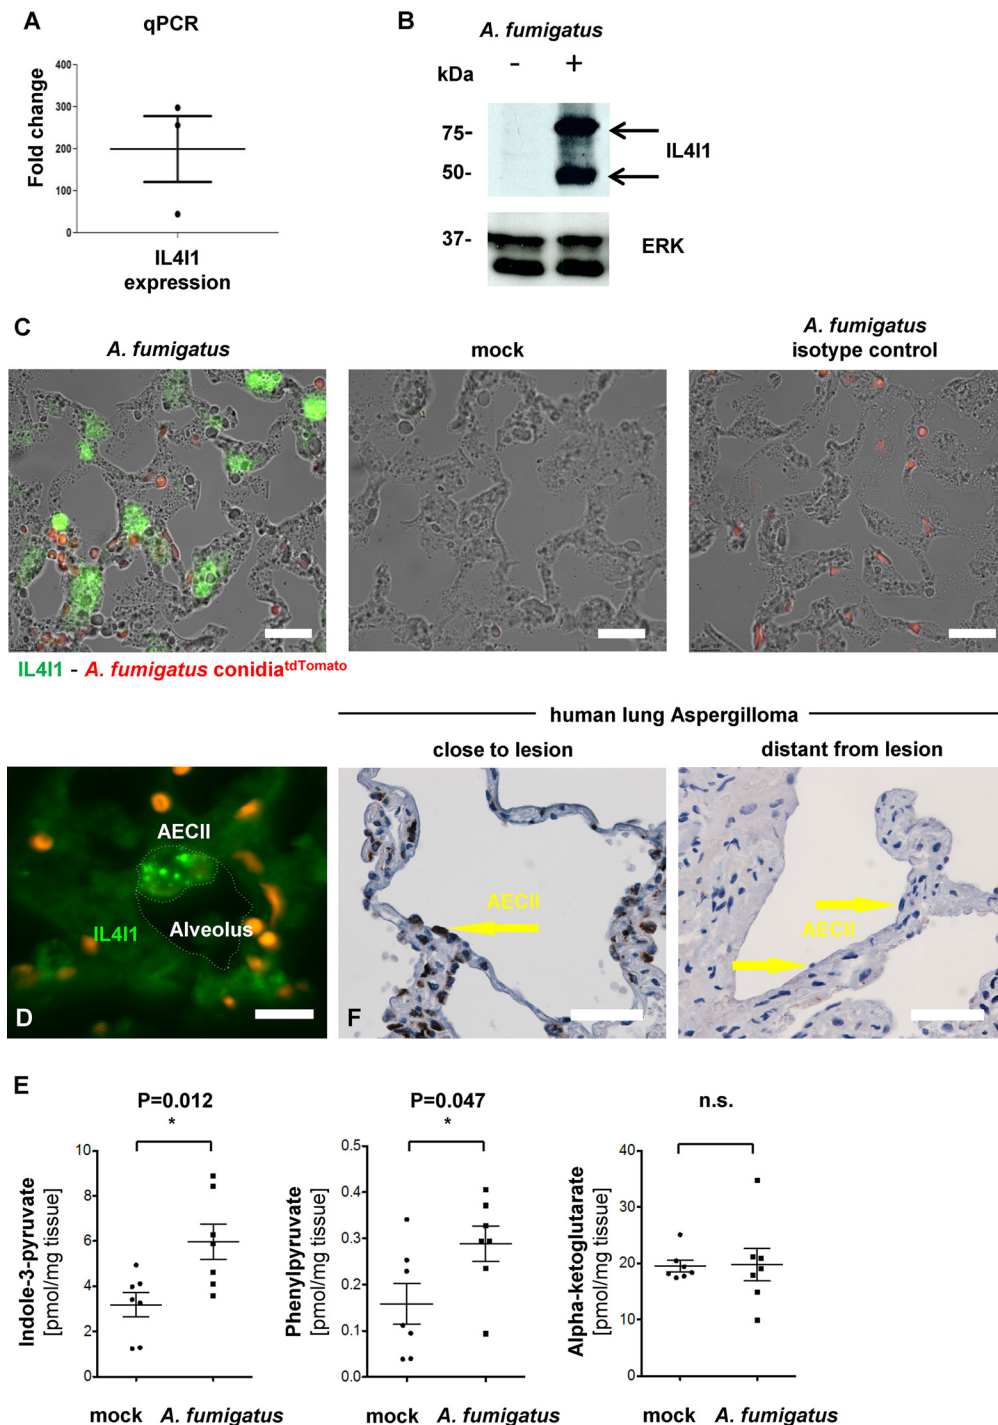 A
qPCR
Fold change
400
300
200
100
0
IL4I1
expression
B
A. fumigatus
kDa
-
+
75-
50-
IL4I1
37-
ERK
C
A. fumigatus
mock
A. fumigatus
isotype control
IL4I1 - A. fumigatus conidiatdTomato
human lung Aspergilloma
close to lesion
distant from lesion
AECII
IL4I1
Alveolus
D
AECII
F
AECII
E
P=0.012
*
Indole-3-pyruvate
[pmol/mg tissue]
10
8
6
4
2
0
mock
A. fumigatus
P=0.047
*
Phenylpyruvate
[pmol/mg tissue]
0.5
0.4
0.3
0.2
0.1
0.0
mock
A. fumigatus
n.s.
Alpha-ketoglutarate
[pmol/mg tissue]
40
30
20
10
0
mock
A. fumigatus